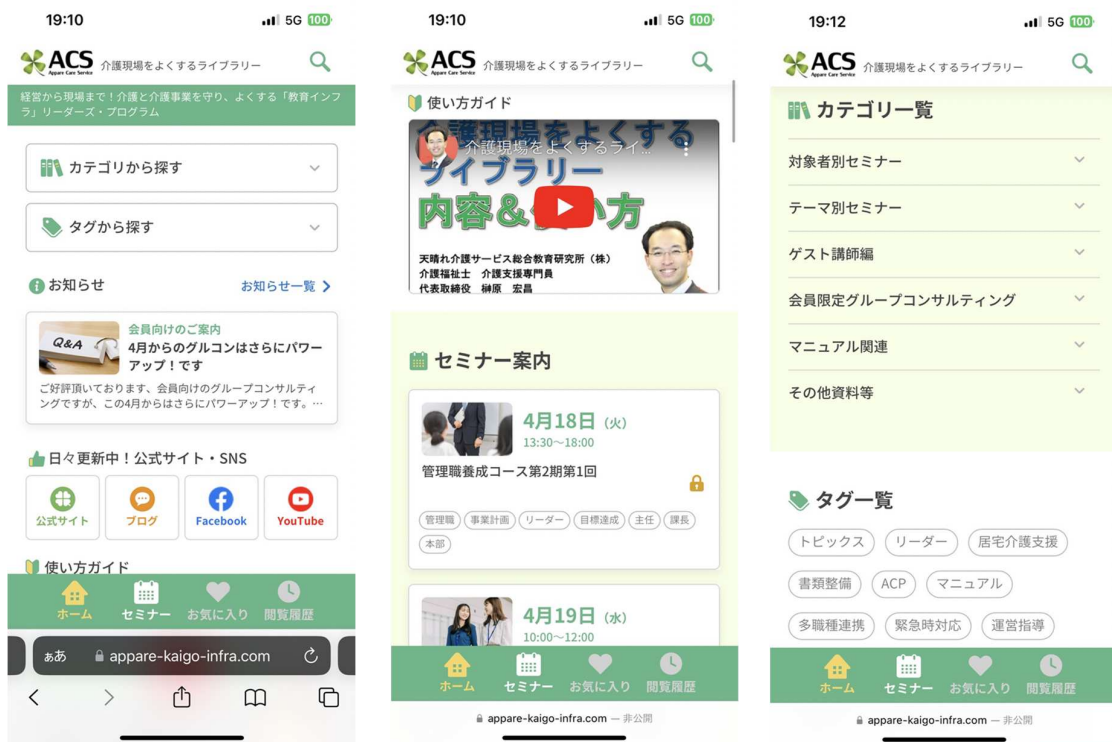 19:10
5G 100
ACS
Appare Care Service
介護現場をよくするライブラリー
経営から現場まで！介護と介護事業を守り、よくする「教育インフ
ラ」リーダーズ・プログラム
カテゴリから探す
タグから探す
お知らせ
お知らせ一覧
Q&A
会員向けのご案内
4月からのグルコンはさらにパワー
アップ！です
ご好評頂いております、会員向けのグループコンサルティ
ングですが、この4月からはさらにパワーアップ！です。…
日々更新中！公式サイト・SNS
公式サイト
ブログ
Facebook
YouTube
使い方ガイド
ホーム
セミナー
お気に入り
閲覧履歴
ぁあ
appare-kaigo-infra.com
19:10
5G 100
ACS
Appare Care Service
介護現場をよくするライブラリー
使い方ガイド
介護現場をよくするライ...
介護現場をよくする
ライブラリー
内容&使い方
天晴れ介護サービス総合教育研究所（株）
介護福祉士　介護支援専門員
代表取締役　榊原　宏昌
セミナー案内
4月18日（火）
13:30～18:00
管理職養成コース第2期第1回
管理職
事業計画
リーダー
目標達成
主任
課長
本部
4月19日（水）
10:00～12:00
ホーム
セミナー
お気に入り
閲覧履歴
appare-kaigo-infra.com — 非公開
19:12
5G 100
ACS
Appare Care Service
介護現場をよくするライブラリー
カテゴリ一覧
対象者別セミナー
テーマ別セミナー
ゲスト講師編
会員限定グループコンサルティング
マニュアル関連
その他資料等
タグ一覧
トピックス
リーダー
居宅介護支援
書類整備
ACP
マニュアル
多職種連携
緊急時対応
運営指導
ホーム
セミナー
お気に入り
閲覧履歴
appare-kaigo-infra.com — 非公開